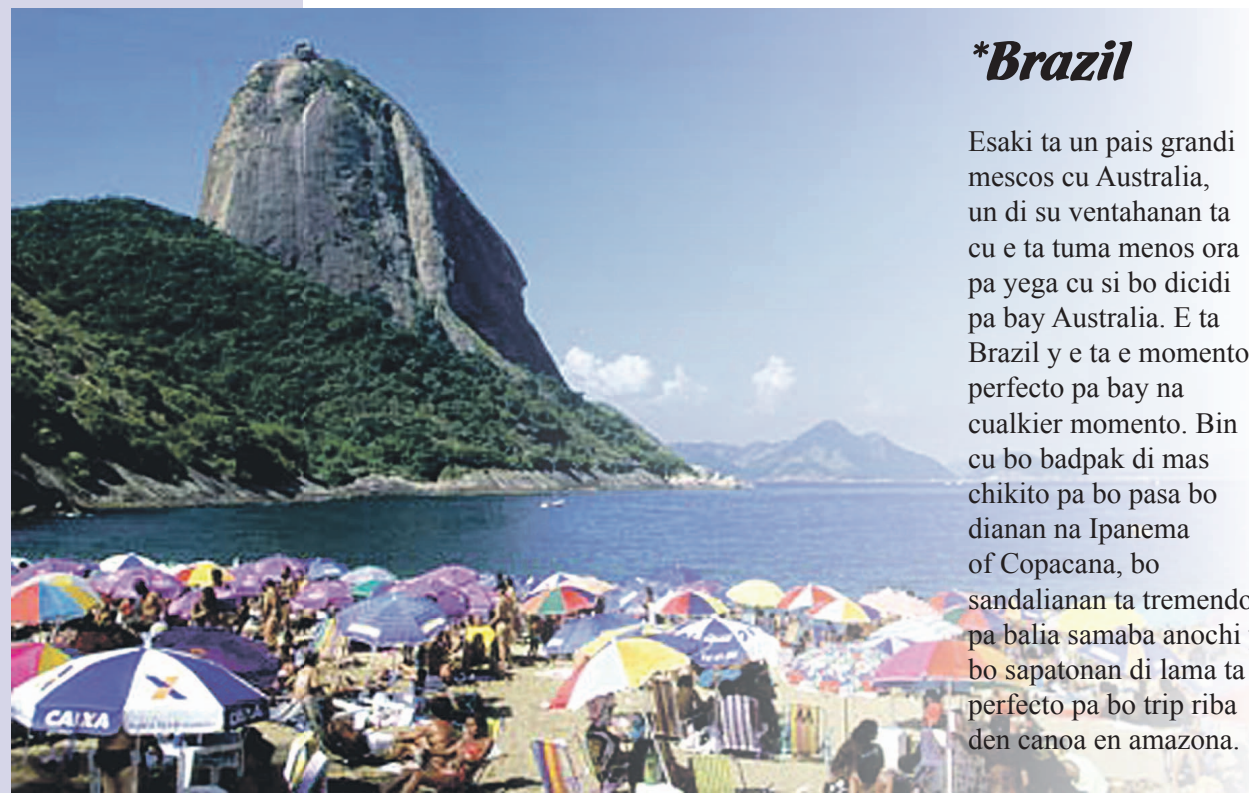 *Brazil
Esaki ta un pais grandi
mescos cu Australia,
un di su ventahanan ta
cu e ta tuma menos ora
pa yega cu si bo dicidi
pa bay Australia. E ta
Brazil y e ta e momento
perfecto pa bay na
cualkier momento. Bin
cu bo badpak di mas
chikito pa bo pasa bo
dianan na Ipanema
of Copacana, bo
sandalianan ta tremendo
pa balia samaba anochi
bo sapatonan di lama ta
perfecto pa bo trip riba
den canoa en amazona.
CAIXA